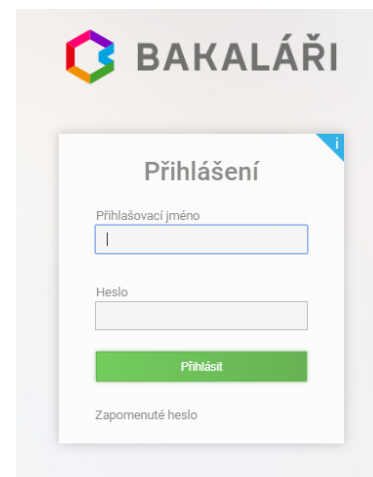 BAKALÁŘI
i
Přihlášení
Přihlašovací jméno
Heslo
Přihlásit
Zapomenuté heslo